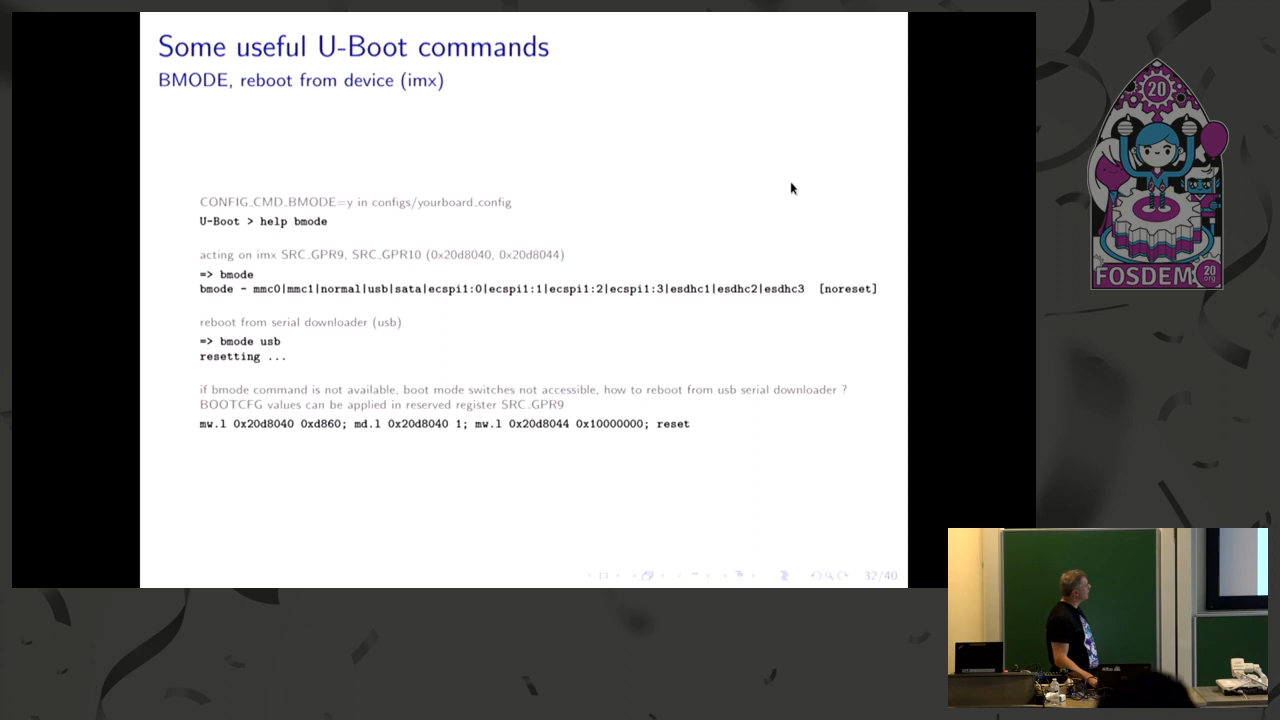 Some useful U-Boot commands
BMODE, reboot from device (imx)
CONFIG_CMD_BMODE=y in configs/yourboard_config
U-Boot > help bmode
acting on imx SRC_GPR9, SRC_GPR10 (0x20d8040, 0x20d8044)
=> bmode
bmode - mmc0|mmc1|normal|usb|sata|ecspi1:0|ecspi1:1|ecspi1:2|ecspi1:3|esdhc1|esdhc2|esdhc3 [noreset]
reboot from serial downloader (usb)
=> bmode usb
resetting ...
if bmode command is not available, boot mode switches not accessible, how to reboot from usb serial downloader ?
BOOTCFG values can be applied in reserved register SRC_GPR9
mw.l 0x20d8040 0xd860; md.l 0x20d8040 1; mw.l 0x20d8044 0x10000000; reset
32/40
20
FOSDEM
20
.org